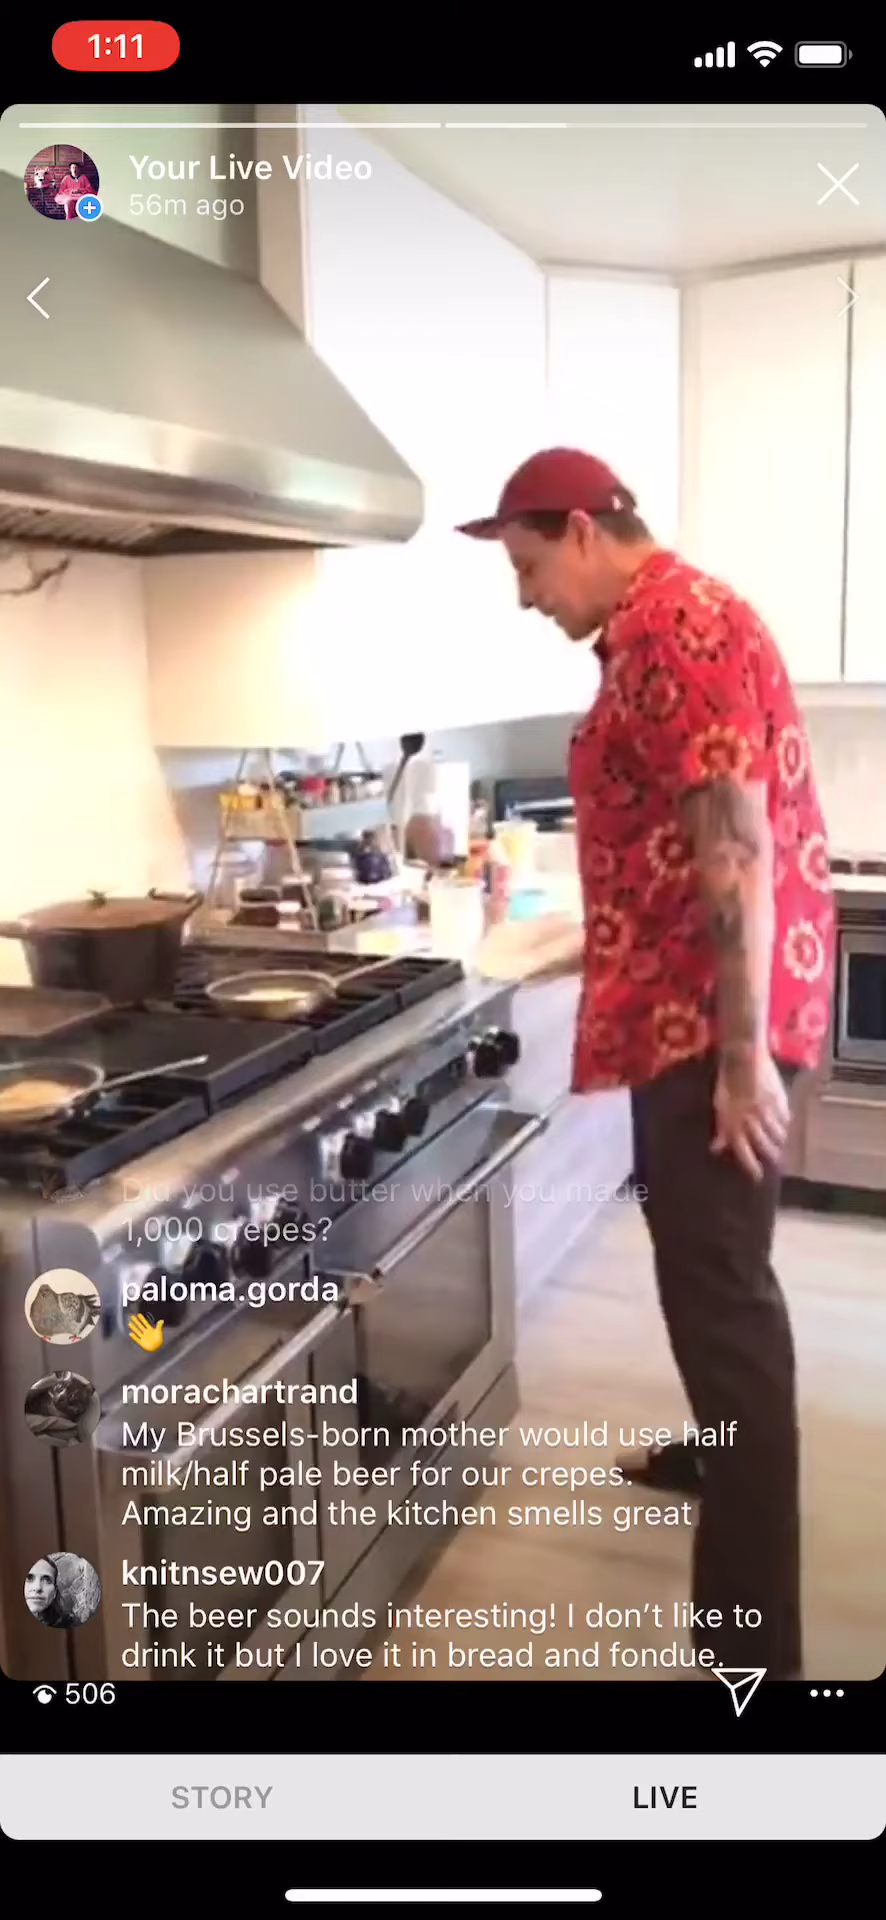 1:11
Your Live Video
56m ago
Did you use butter when you made
1,000 crepes?
paloma.gorda
👋
morachartrand
My Brussels-born mother would use half
milk/half pale beer for our crepes.
Amazing and the kitchen smells great
knitnsew007
The beer sounds interesting! I don't like to
drink it but I love it in bread and fondue.
506
STORY
LIVE